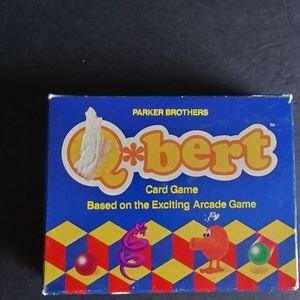 PARKER BROTHERS
Q*bert
Card Game
Based on the Exciting Arcade Game